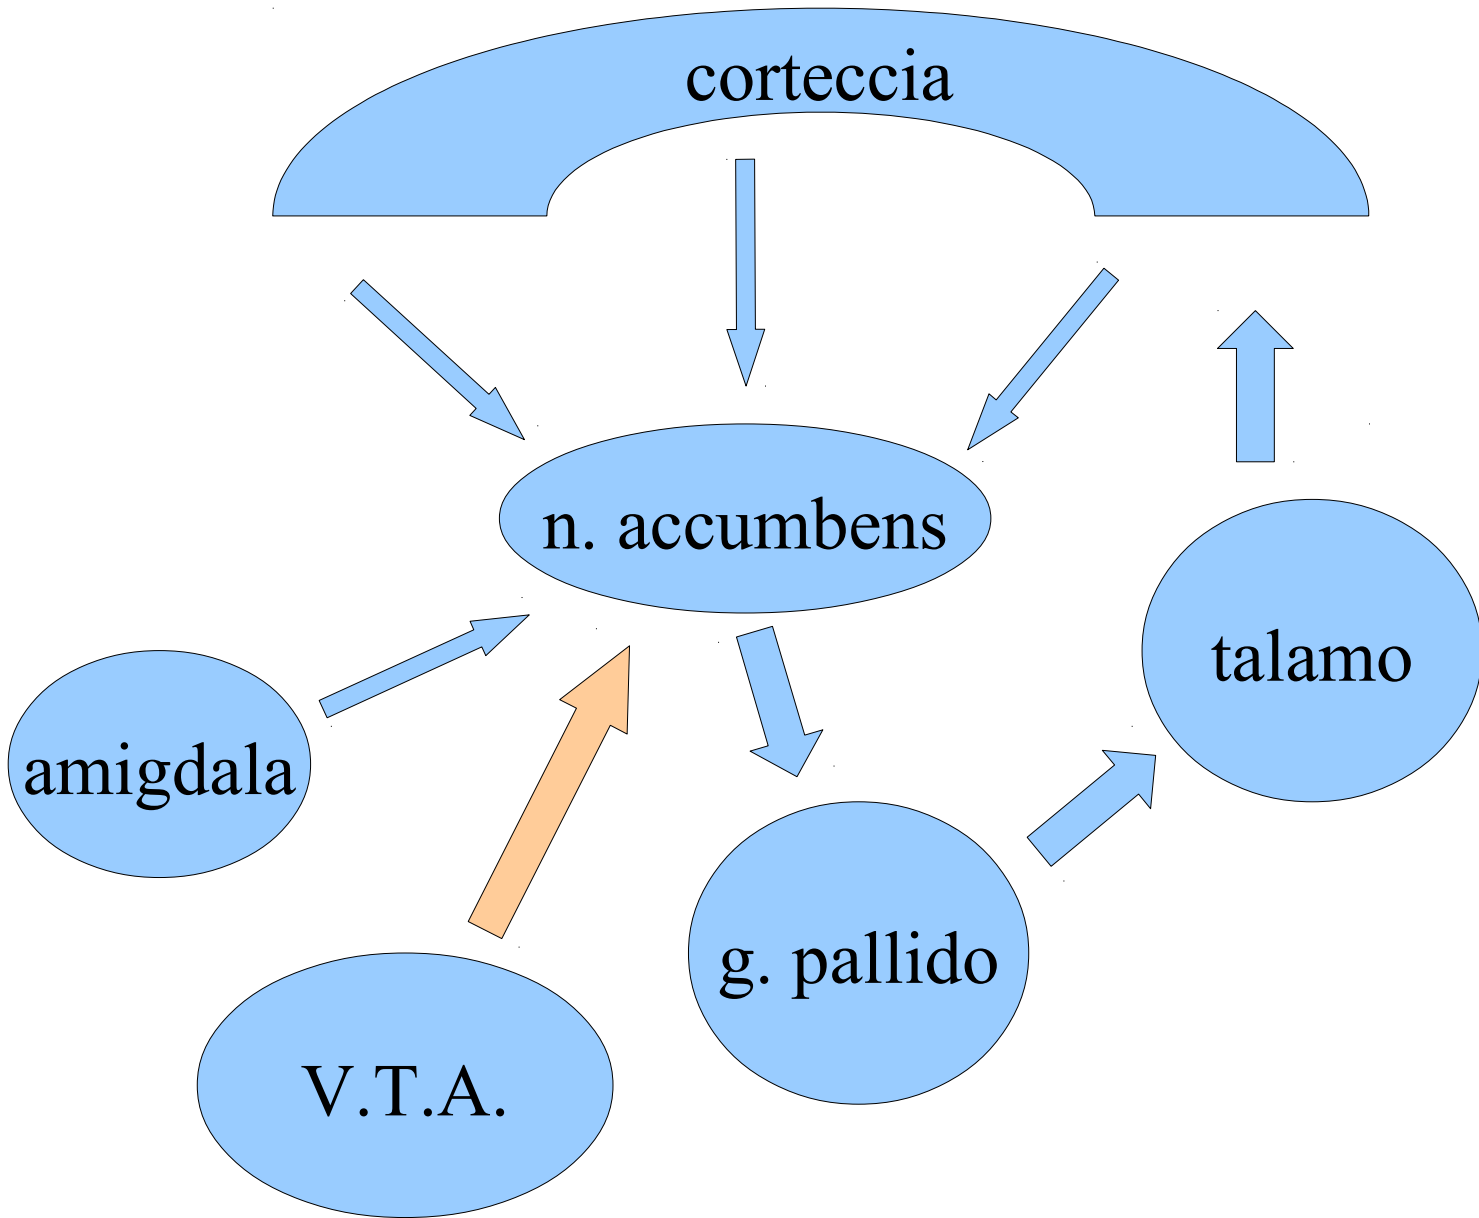 corteccia
n. accumbens
talamo
amigdala
g. pallido
V.T.A.